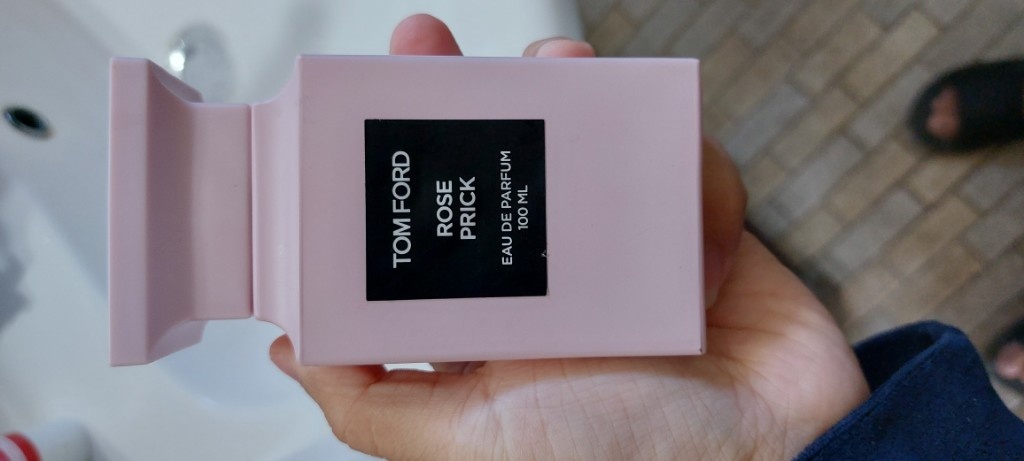 TOM FORD
ROSE
PRICK
EAU DE PARFUM
100 ML